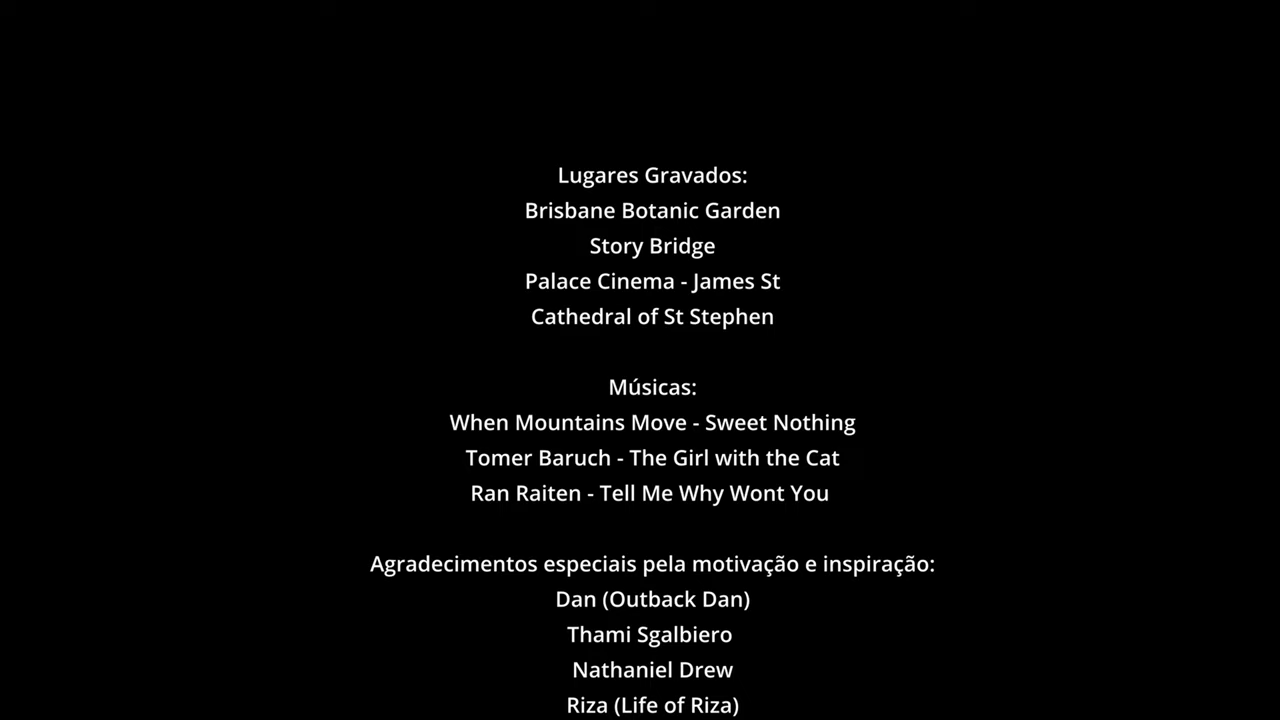 Lugares Gravados:
Brisbane Botanic Garden
Story Bridge
Palace Cinema - James St
Cathedral of St Stephen
Músicas:
When Mountains Move - Sweet Nothing
Tomer Baruch - The Girl with the Cat
Ran Raiten - Tell Me Why Wont You
Agradecimentos especiais pela motivação e inspiração:
Dan (Outback Dan)
Thami Sgalbiero
Nathaniel Drew
Riza (Life of Riza)